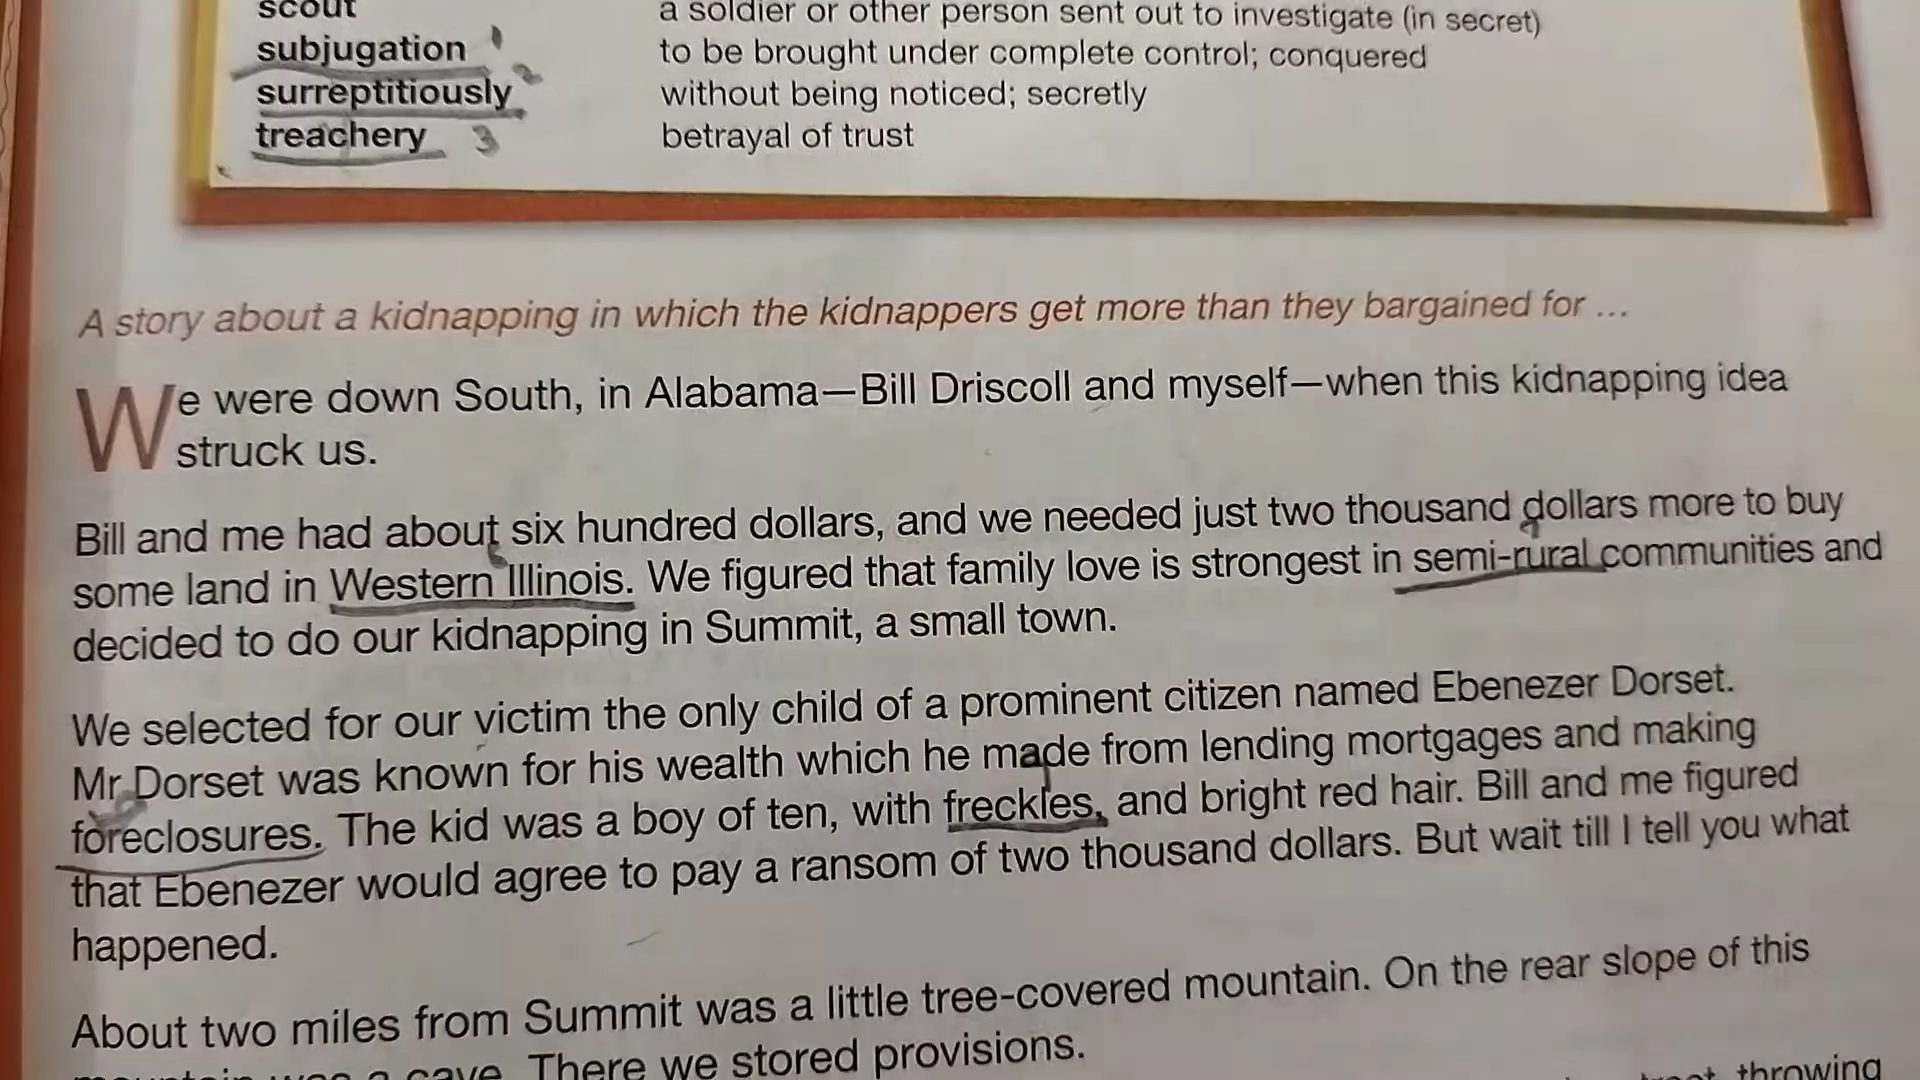 scout a soldier or other person sent out to investigate (in secret)
subjugation 1 to be brought under complete control; conquered
surreptitiously 2 without being noticed; secretly
treachery 3 betrayal of trust
A story about a kidnapping in which the kidnappers get more than they bargained for ...
We were down South, in Alabama—Bill Driscoll and myself—when this kidnapping idea
struck us.
Bill and me had about six hundred dollars, and we needed just two thousand dollars more to buy
some land in Western Illinois. We figured that family love is strongest in semi-rural communities and
decided to do our kidnapping in Summit, a small town.
We selected for our victim the only child of a prominent citizen named Ebenezer Dorset.
Mr Dorset was known for his wealth which he made from lending mortgages and making
foreclosures. The kid was a boy of ten, with freckles, and bright red hair. Bill and me figured
that Ebenezer would agree to pay a ransom of two thousand dollars. But wait till I tell you what
happened.
About two miles from Summit was a little tree-covered mountain. On the rear slope of this
mountain was a cave. There we stored provisions.
throwing